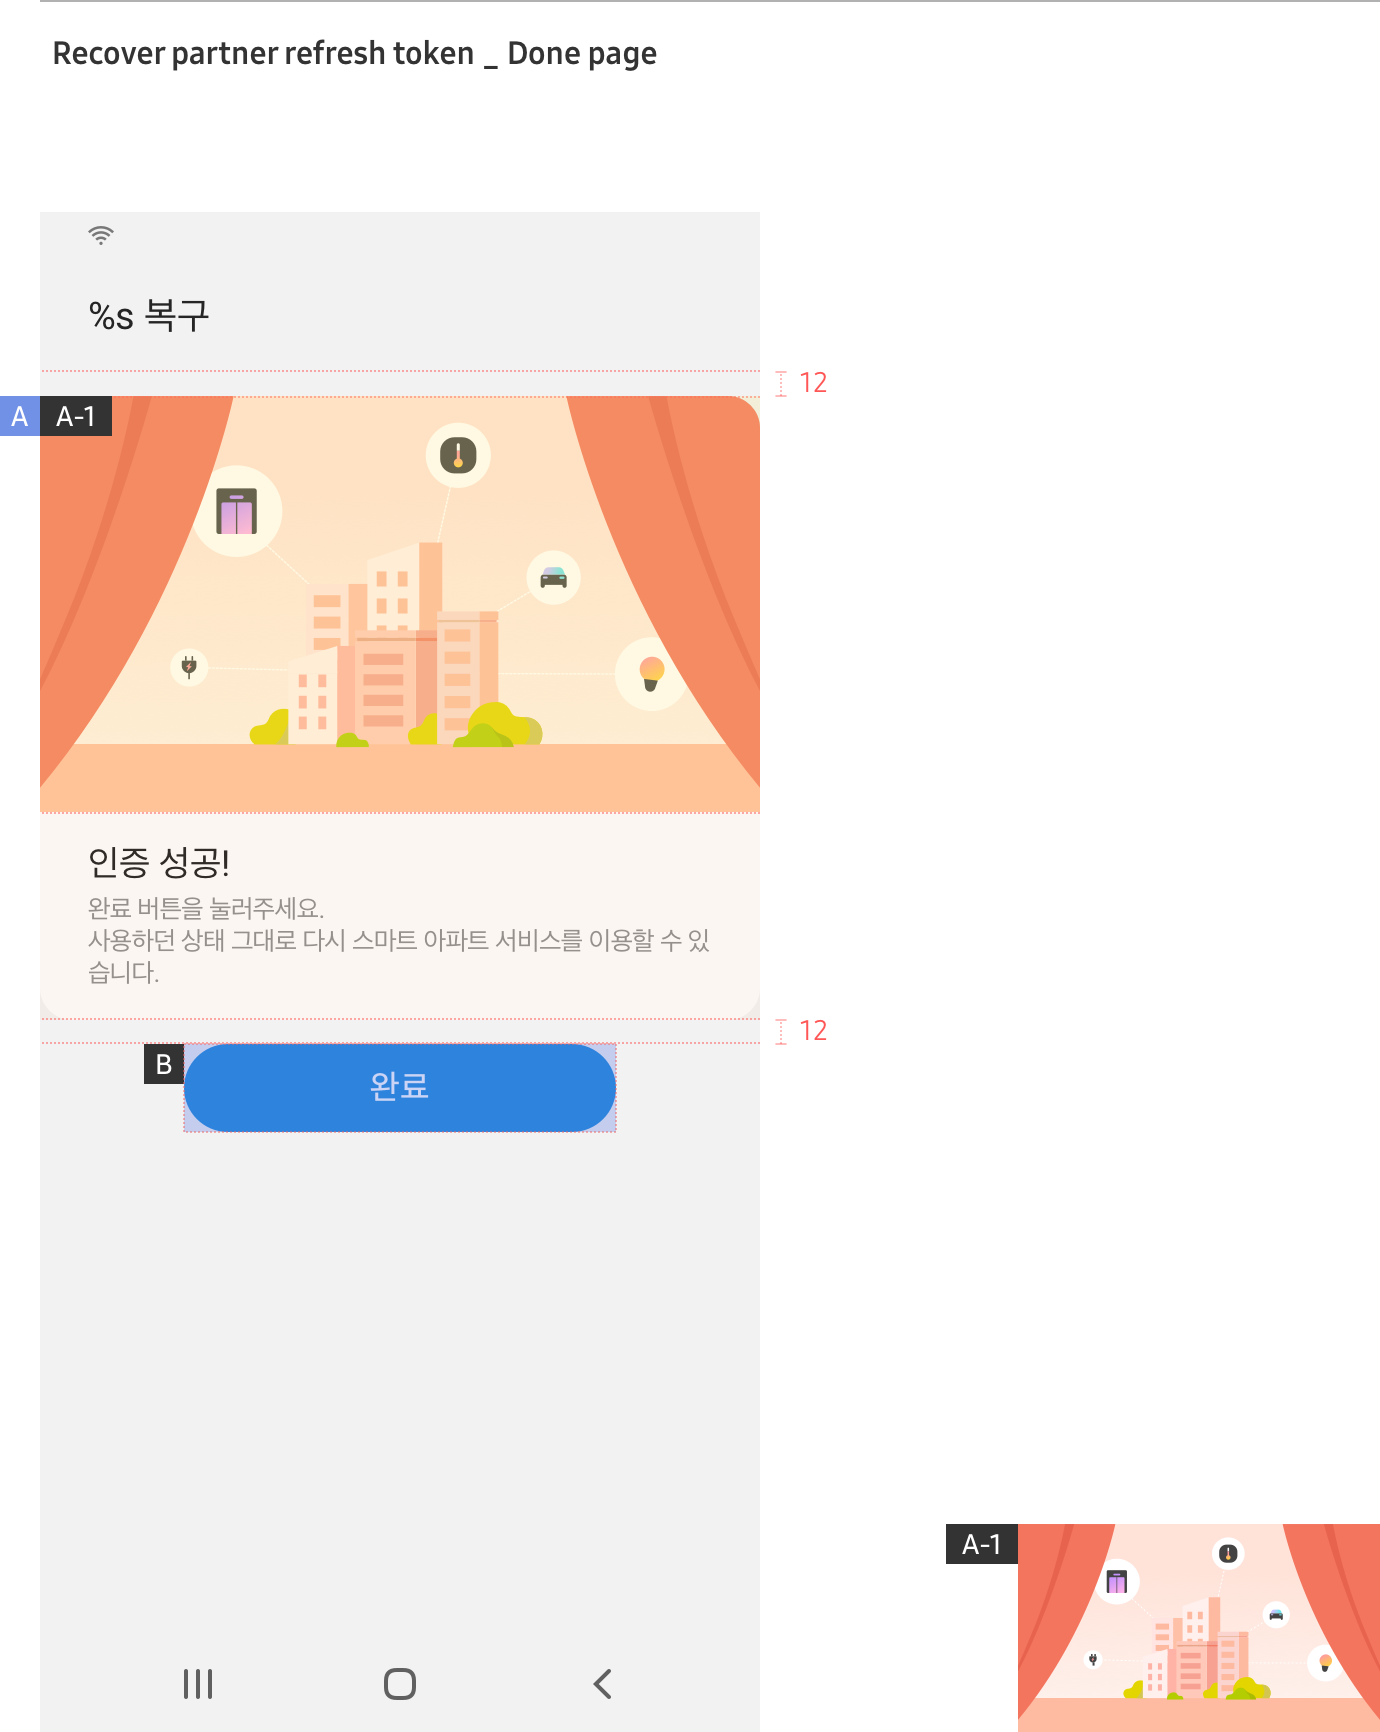 Recover partner refresh token _ Done page
%s 복구
12
A
A-1
인증 성공!
완료 버튼을 눌러주세요.
사용하던 상태 그대로 다시 스마트 아파트 서비스를 이용할 수 있
습니다.
12
B
완료
A-1